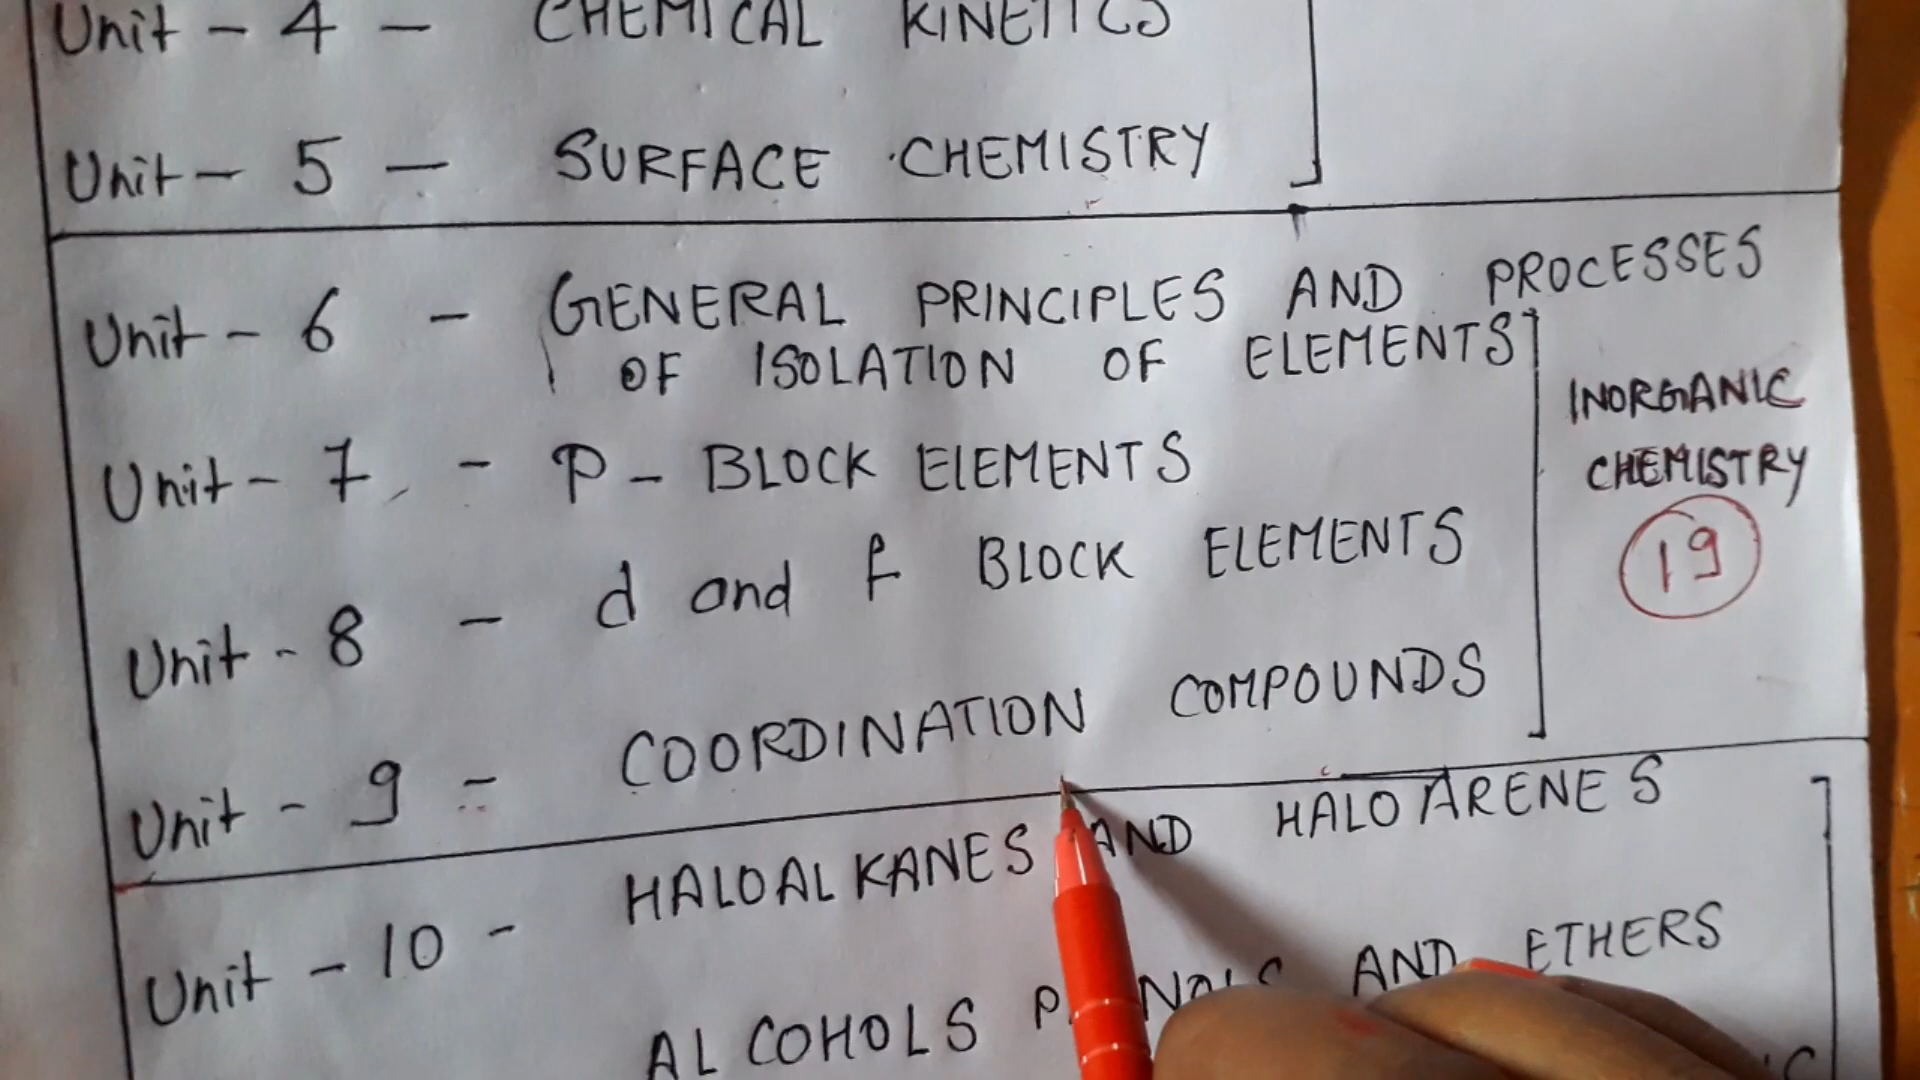 Unit - 4 - CHEMICAL KINETICS
Unit - 5 - SURFACE CHEMISTRY
Unit - 6 - GENERAL PRINCIPLES AND PROCESSES
OF ISOLATION OF ELEMENTS
Unit - 7 - P - BLOCK ElEMENTS
Unit - 8 - d and f BLOCK ELEMENTS
Unit - 9 - COORDINATION COMPOUNDS
INORGANIC
CHEMISTRY
19
Unit - 10 - HALOALKANES AND HALOARENES
ALCOHOLS AND ETHERS